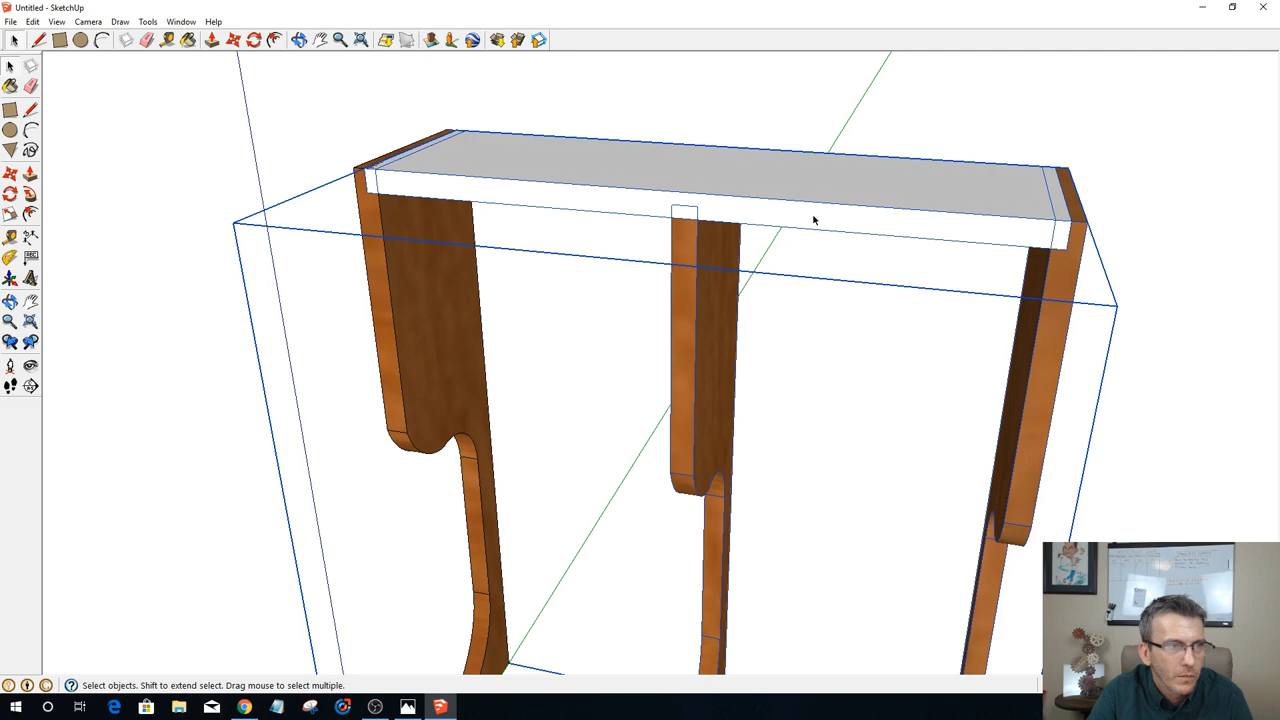 Untitled - SketchUp
File Edit View Camera Draw Tools Window Help
Select objects. Shift to extend select. Drag mouse to select multiple.